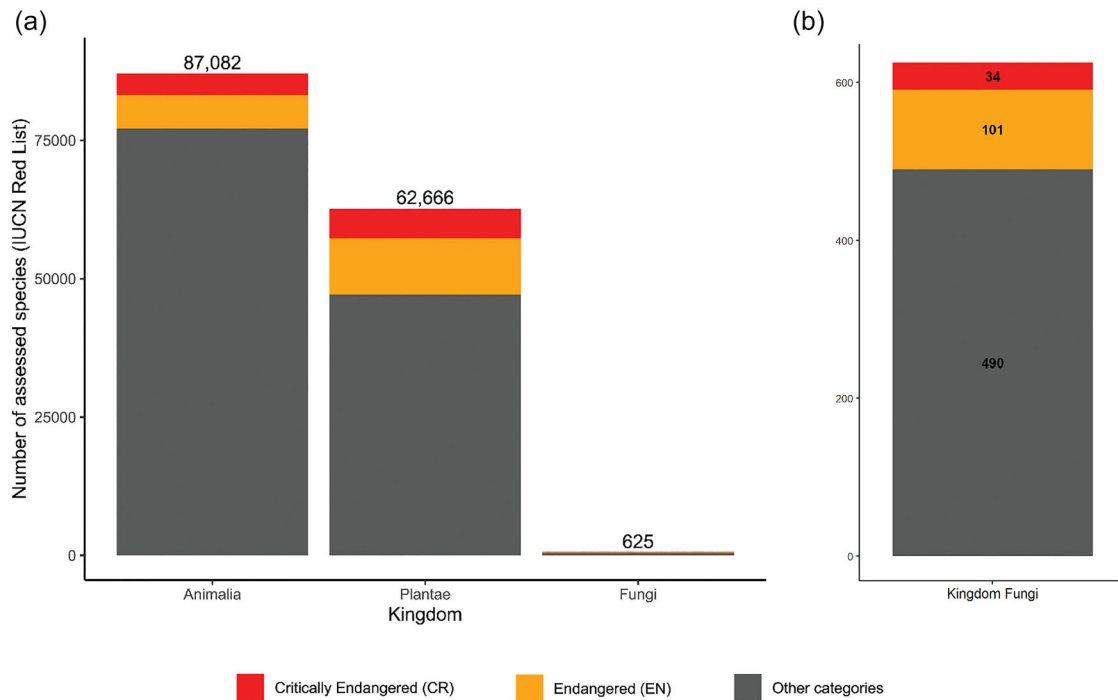 (a)
87,082
62,666
625
75000
50000
25000
0
Number of assessed species (IUCN Red List)
Animalia
Plantae
Fungi
Kingdom
(b)
34
101
490
600
400
200
0
Kingdom Fungi
Critically Endangered (CR)
Endangered (EN)
Other categories